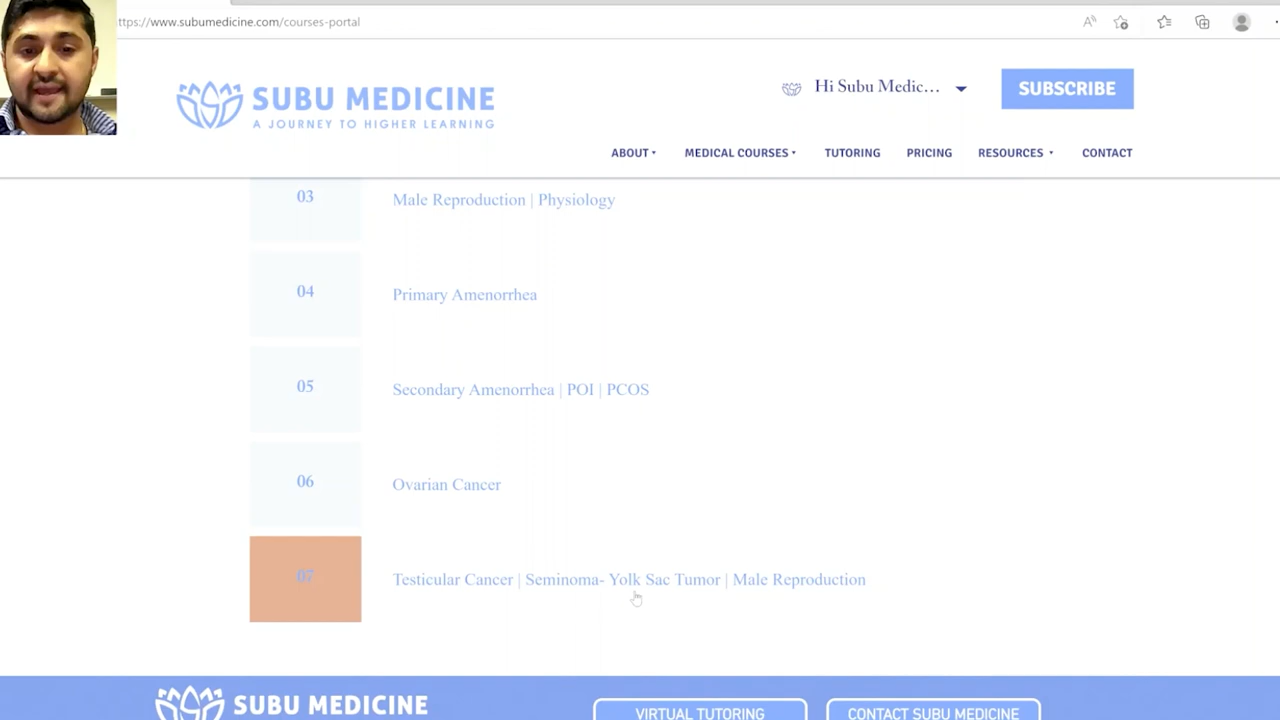 ttps://www.subumedicine.com/courses-portal
SUBU MEDICINE
A JOURNEY TO HIGHER LEARNING
Hi Subu Medic...
SUBSCRIBE
ABOUT
MEDICAL COURSES
TUTORING
PRICING
RESOURCES
CONTACT
03
Male Reproduction | Physiology
04
Primary Amenorrhea
05
Secondary Amenorrhea | POI | PCOS
06
Ovarian Cancer
07
Testicular Cancer | Seminoma- Yolk Sac Tumor | Male Reproduction
SUBU MEDICINE
VIRTUAL TUTORING
CONTACT SUBU MEDICINE